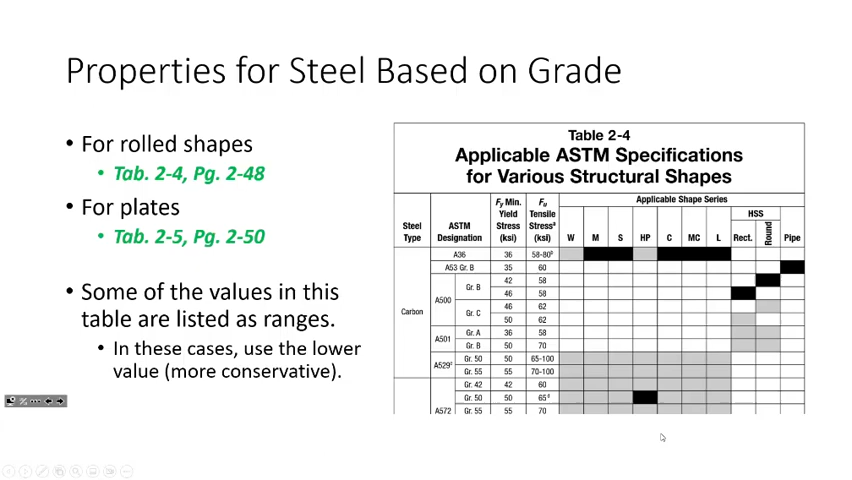 Properties for Steel Based on Grade
• For rolled shapes
• Tab. 2-4, Pg. 2-48
• For plates
• Tab. 2-5, Pg. 2-50
• Some of the values in this
table are listed as ranges.
• In these cases, use the lower
value (more conservative).
Table 2-4
Applicable ASTM Specifications
for Various Structural Shapes
Steel Type ASTM Designation Fy Min. Yield Stress (ksi) Fu Tensile Stressa (ksi) Applicable Shape Series
HSS
W M S HP C MC L Rect. Round Pipe
Carbon
A36 36 58-80b
A53 Gr. B 35 60
A500 Gr. B 42 58
46 58
Gr. C 46 62
50 62
A501 Gr. A 36 58
Gr. B 50 70
A529c Gr. 50 50 65-100
Gr. 55 55 70-100
A572 Gr. 42 42 60
Gr. 50 50 65d
Gr. 55 55 70